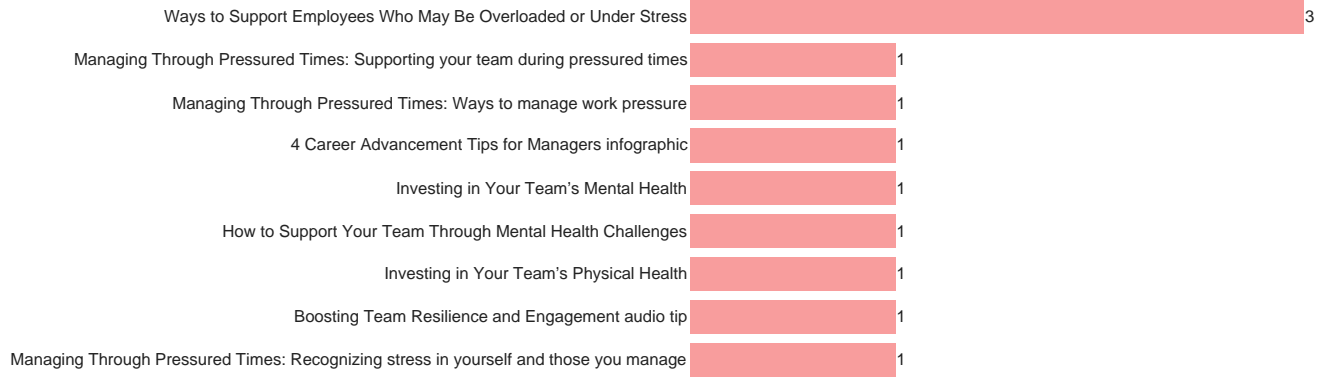 Ways to Support Employees Who May Be Overloaded or Under Stress 3
Managing Through Pressured Times: Supporting your team during pressured times 1
Managing Through Pressured Times: Ways to manage work pressure 1
4 Career Advancement Tips for Managers infographic 1
Investing in Your Team’s Mental Health 1
How to Support Your Team Through Mental Health Challenges 1
Investing in Your Team’s Physical Health 1
Boosting Team Resilience and Engagement audio tip 1
Managing Through Pressured Times: Recognizing stress in yourself and those you manage 1